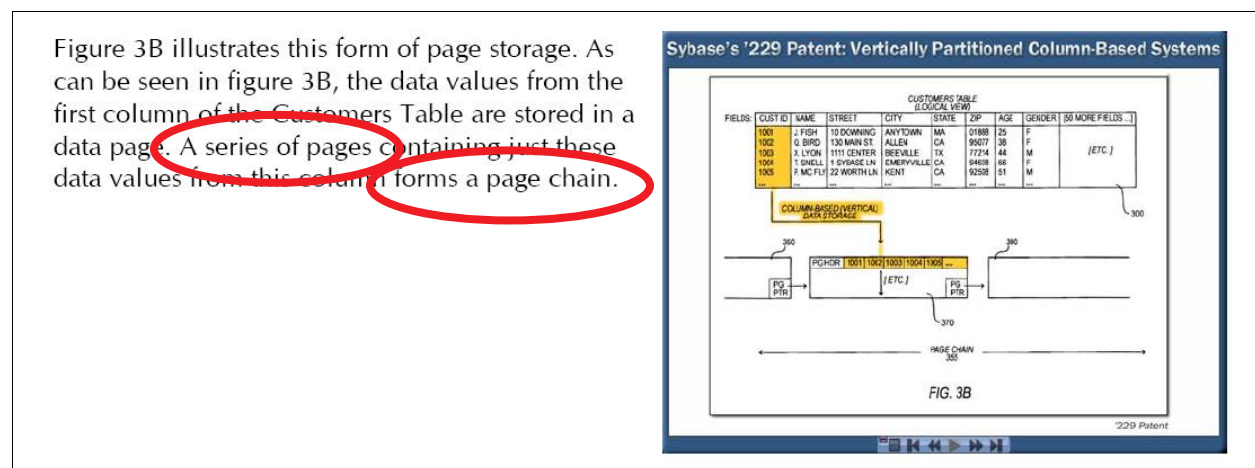 Figure 3B illustrates this form of page storage. As
can be seen in figure 3B, the data values from the
first column of the Customers Table are stored in a
data page. A series of pages containing just these
data values from this column forms a page chain.
Sybase's '229 Patent: Vertically Partitioned Column-Based Systems
CUSTOMERS TABLE
(LOGICAL VIEW)
FIELDS: CUST ID NAME STREET CITY STATE ZIP AGE GENDER [50 MORE FIELDS ...]
1001 J. FISH 10 DOWNING ANYTOWN MA 01888 25 F
1002 Q. BIRD 130 MAIN ST. ALLEN CA 95077 38 F
1003 X. LYON 1111 CENTER BEEVILLE TX 77214 44 M [ETC.]
1004 T. SNELL 1 SYBASE LN EMERYVILLE CA 94608 66 F
1005 P. MC FLY 22 WORTH LN KENT CA 92508 51 M
... ... ... ... ... ... ... ...
300
COLUMN-BASED (VERTICAL)
DATA STORAGE
360
380
PG HDR 1001 1002 1003 1004 1005 ...
[ETC.]
PG
PTR
PG
PTR
370
PAGE CHAIN
355
FIG. 3B
'229 Patent